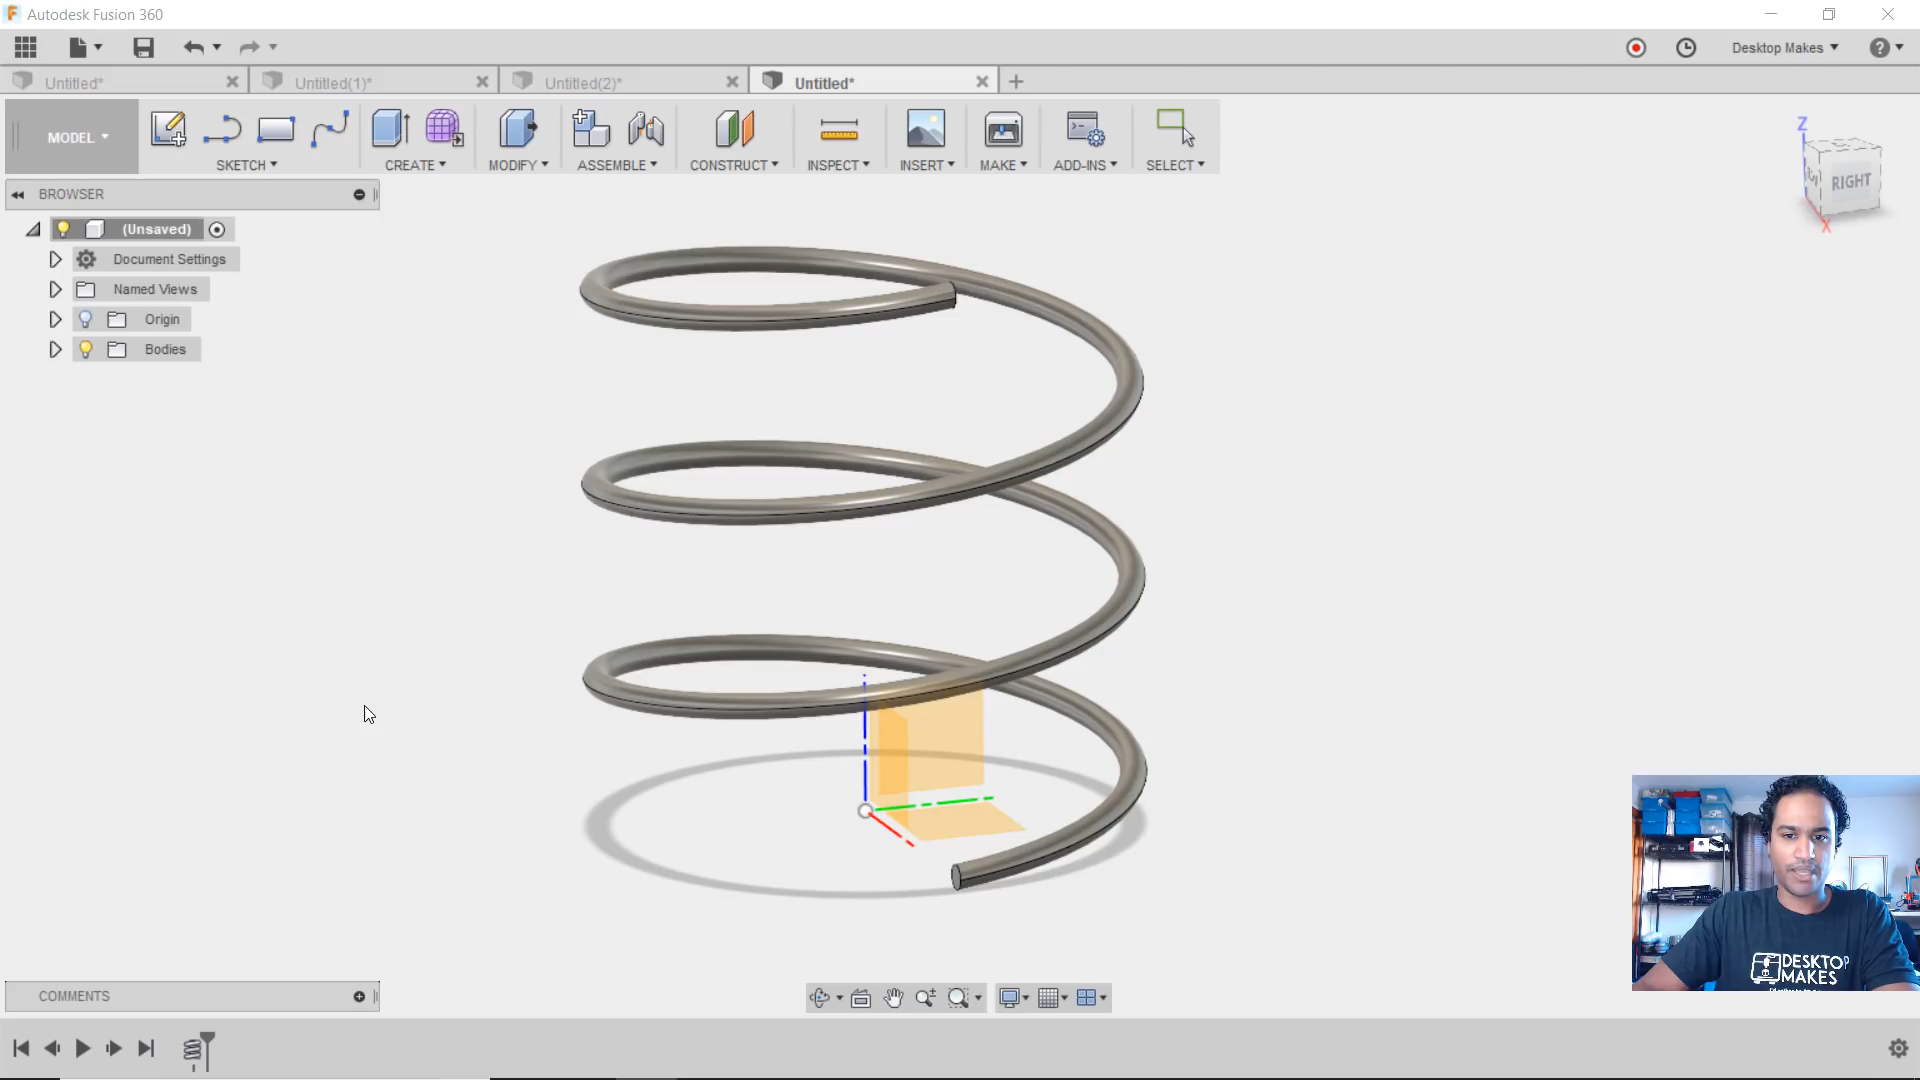 Autodesk Fusion 360
Desktop Makes
Untitled*
Untitled(1)*
Untitled(2)*
Untitled*
MODEL
SKETCH
CREATE
MODIFY
ASSEMBLE
CONSTRUCT
INSPECT
INSERT
MAKE
ADD-INS
SELECT
BROWSER
(Unsaved)
Document Settings
Named Views
Origin
Bodies
Z
RIGHT
X
DESKTOP
MAKES
COMMENTS